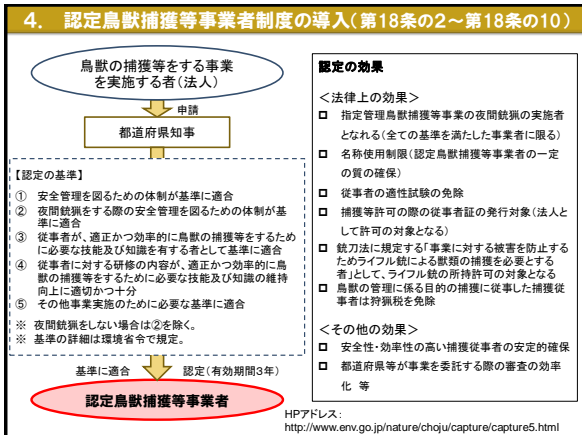 4. 認定鳥獣捕獲等事業者制度の導入(第18条の2～第18条の10)
鳥獣の捕獲等をする事業
を実施する者(法人)
申請
都道府県知事
【認定の基準】
① 安全管理を図るための体制が基準に適合
② 夜間銃猟をする際の安全管理を図るための体制が基
準に適合
③ 従事者が、適正かつ効率的に鳥獣の捕獲等をするため
に必要な技能及び知識を有する者として基準に適合
④ 従事者に対する研修の内容が、適正かつ効率的に鳥
獣の捕獲等をするために必要な技能及び知識の維持
向上に適切かつ十分
⑤ その他事業実施のために必要な基準に適合
※ 夜間銃猟をしない場合は②を除く。
※ 基準の詳細は環境省令で規定。
基準に適合
認定(有効期間3年)
認定鳥獣捕獲等事業者
認定の効果
＜法律上の効果＞
指定管理鳥獣捕獲等事業の夜間銃猟の実施者
となれる(全ての基準を満たした事業者に限る)
名称使用制限(認定鳥獣捕獲等事業者の一定
の質の確保)
従事者の適性試験の免除
捕獲等許可の際の従事者証の発行対象(法人と
して許可の対象となる)
銃刀法に規定する「事業に対する被害を防止する
ためライフル銃による獣類の捕獲を必要とする
者」として、ライフル銃の所持許可の対象となる
鳥獣の管理に係る目的の捕獲に従事した捕獲従
事者は狩猟税を免除
＜その他の効果＞
安全性・効率性の高い捕獲従事者の安定的確保
都道府県等が事業を委託する際の審査の効率
化 等
HPアドレス:
http://www.env.go.jp/nature/choju/capture/capture5.html